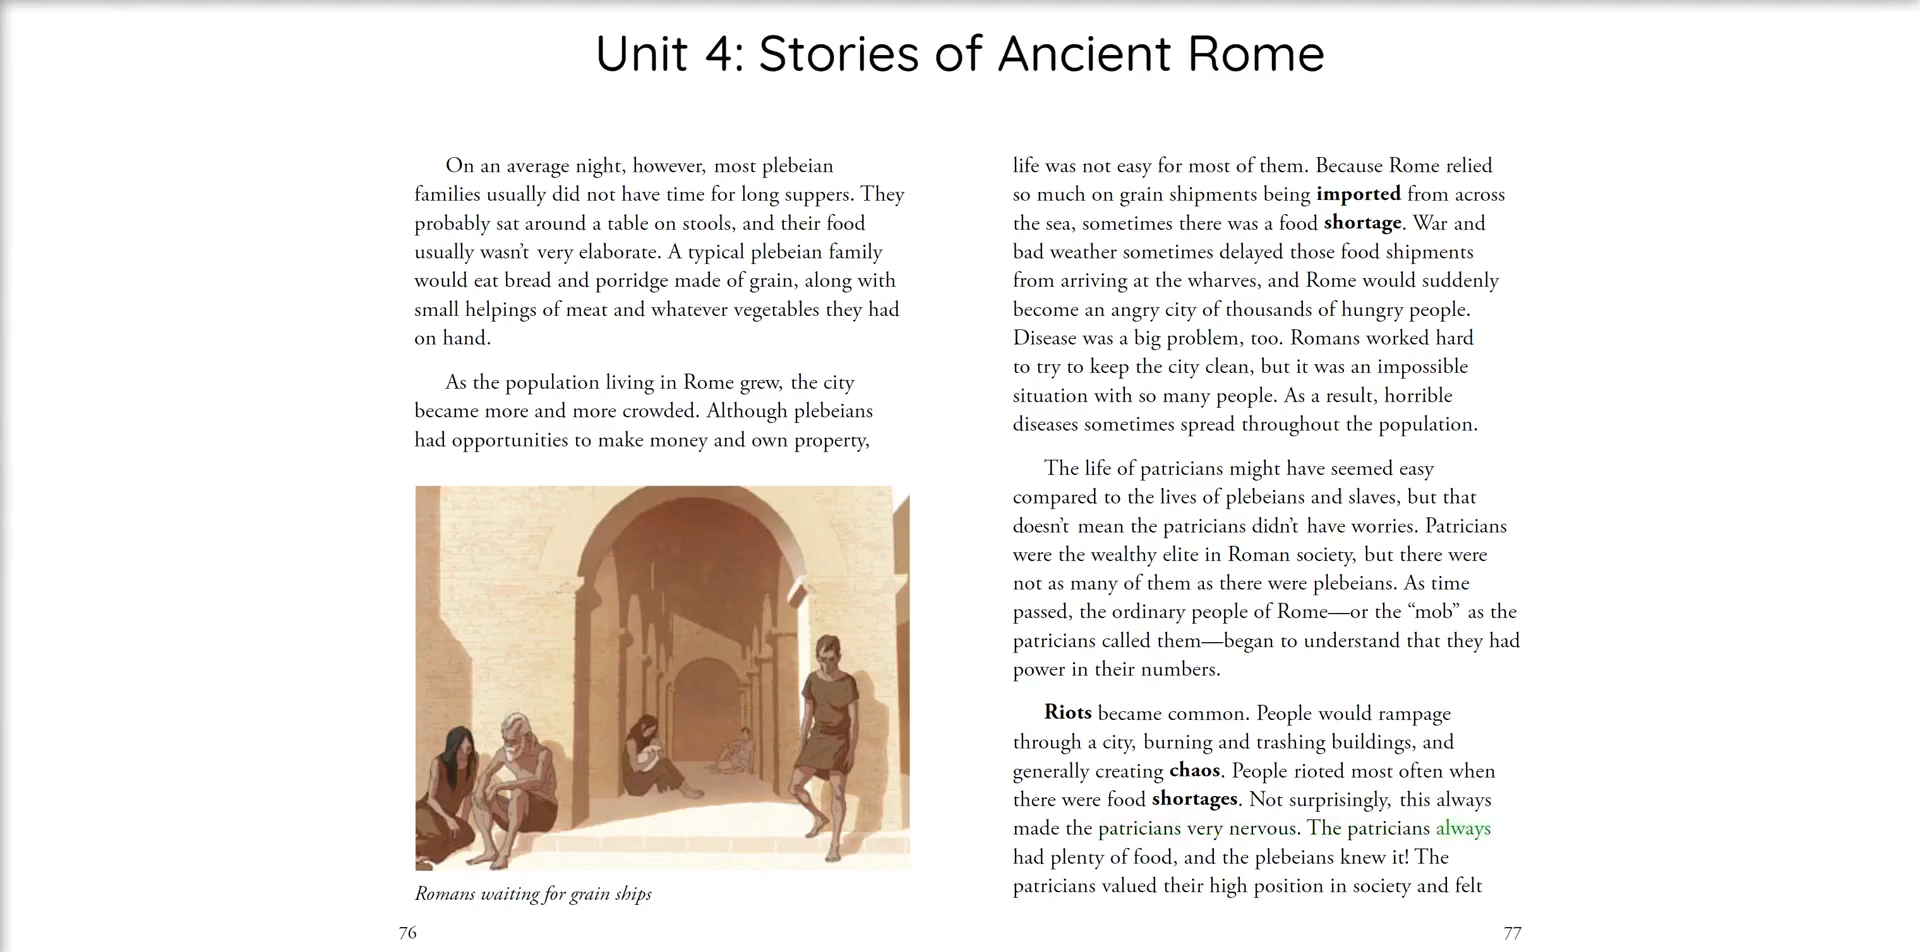 Unit 4: Stories of Ancient Rome
On an average night, however, most plebeian
families usually did not have time for long suppers. They
probably sat around a table on stools, and their food
usually wasn't very elaborate. A typical plebeian family
would eat bread and porridge made of grain, along with
small helpings of meat and whatever vegetables they had
on hand.
As the population living in Rome grew, the city
became more and more crowded. Although plebeians
had opportunities to make money and own property,
Romans waiting for grain ships
76
life was not easy for most of them. Because Rome relied
so much on grain shipments being imported from across
the sea, sometimes there was a food shortage. War and
bad weather sometimes delayed those food shipments
from arriving at the wharves, and Rome would suddenly
become an angry city of thousands of hungry people.
Disease was a big problem, too. Romans worked hard
to try to keep the city clean, but it was an impossible
situation with so many people. As a result, horrible
diseases sometimes spread throughout the population.
The life of patricians might have seemed easy
compared to the lives of plebeians and slaves, but that
doesn't mean the patricians didn't have worries. Patricians
were the wealthy elite in Roman society, but there were
not as many of them as there were plebeians. As time
passed, the ordinary people of Rome—or the “mob” as the
patricians called them—began to understand that they had
power in their numbers.
Riots became common. People would rampage
through a city, burning and trashing buildings, and
generally creating chaos. People rioted most often when
there were food shortages. Not surprisingly, this always
made the patricians very nervous. The patricians always
had plenty of food, and the plebeians knew it! The
patricians valued their high position in society and felt
77